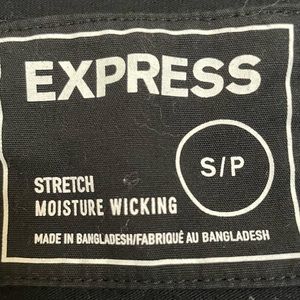 EXPRESS
S/P
STRETCH
MOISTURE WICKING
MADE IN BANGLADESH/FABRIQUÉ AU BANGLADESH